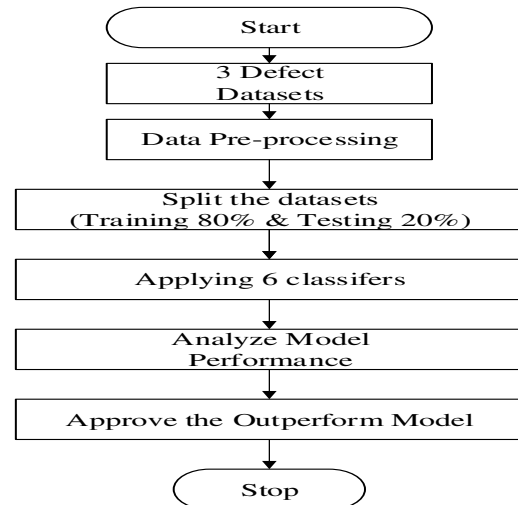 Start
3 Defect
Datasets
Data Pre-processing
Split the datasets
(Training 80% & Testing 20%)
Applying 6 classifers
Analyze Model
Performance
Approve the Outperform Model
Stop